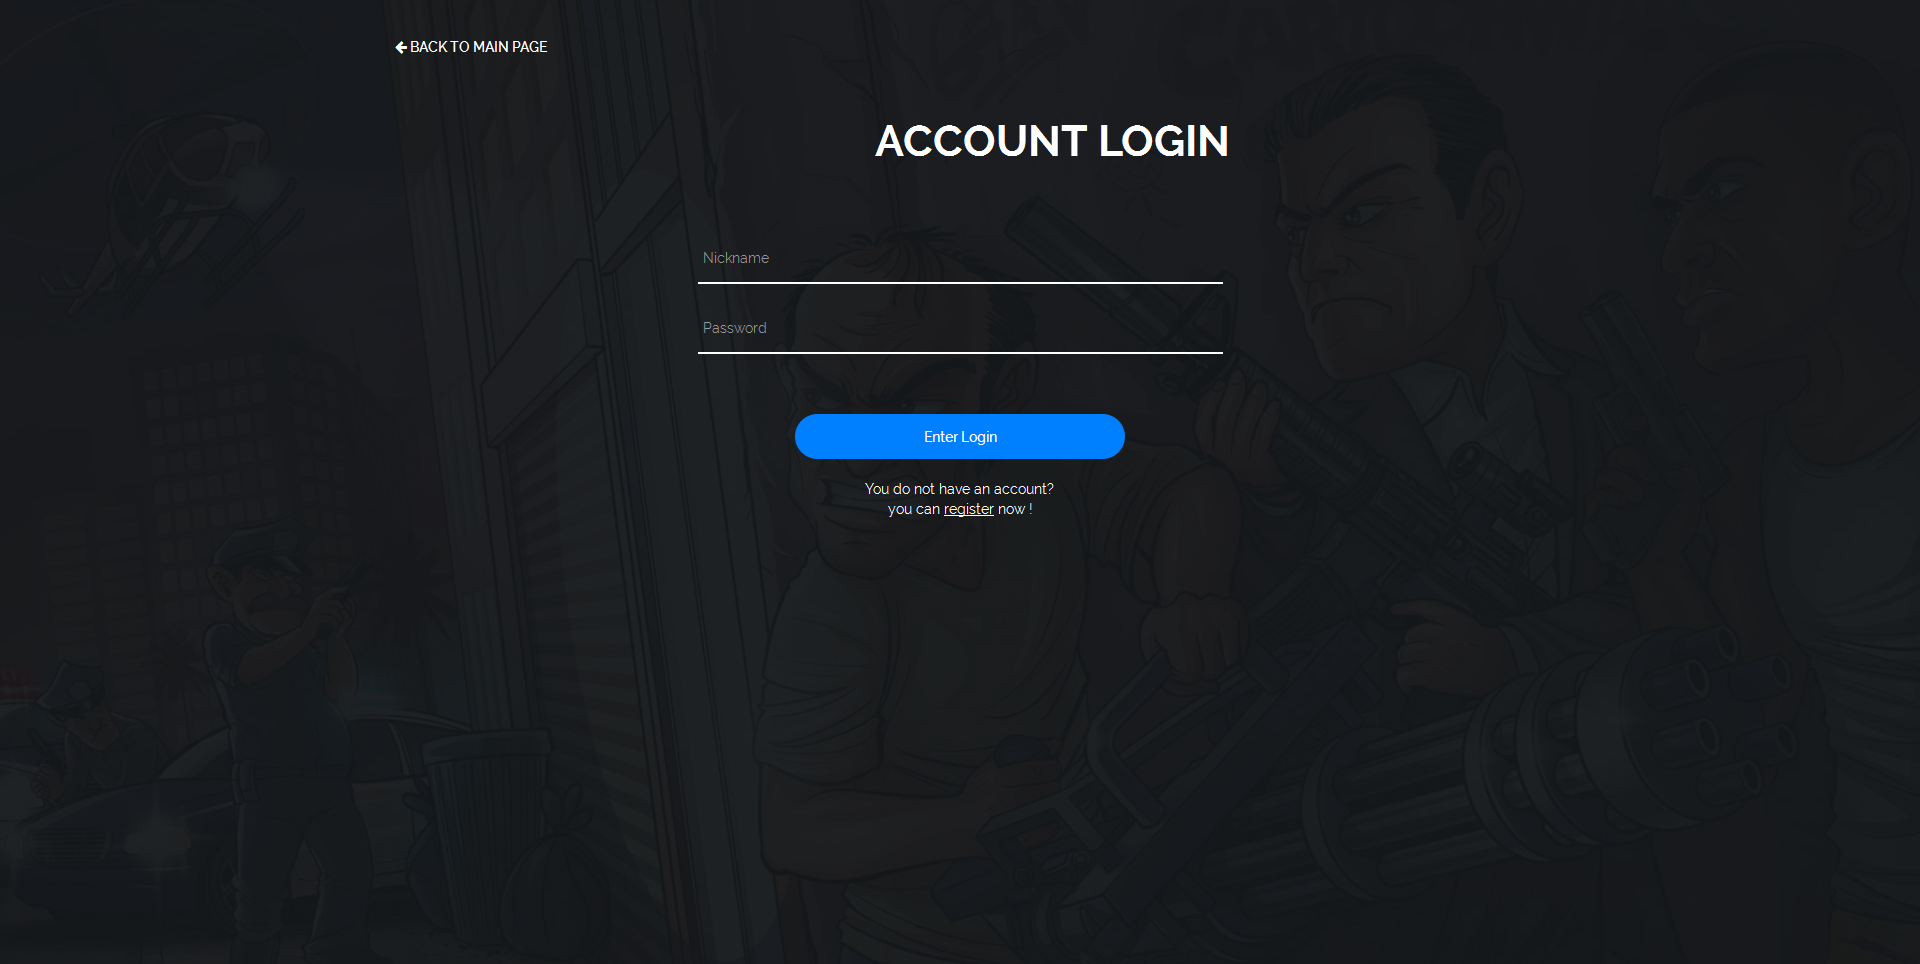 BACK TO MAIN PAGE
ACCOUNT LOGIN
Nickname
Password
Enter Login
You do not have an account?
you can register now !